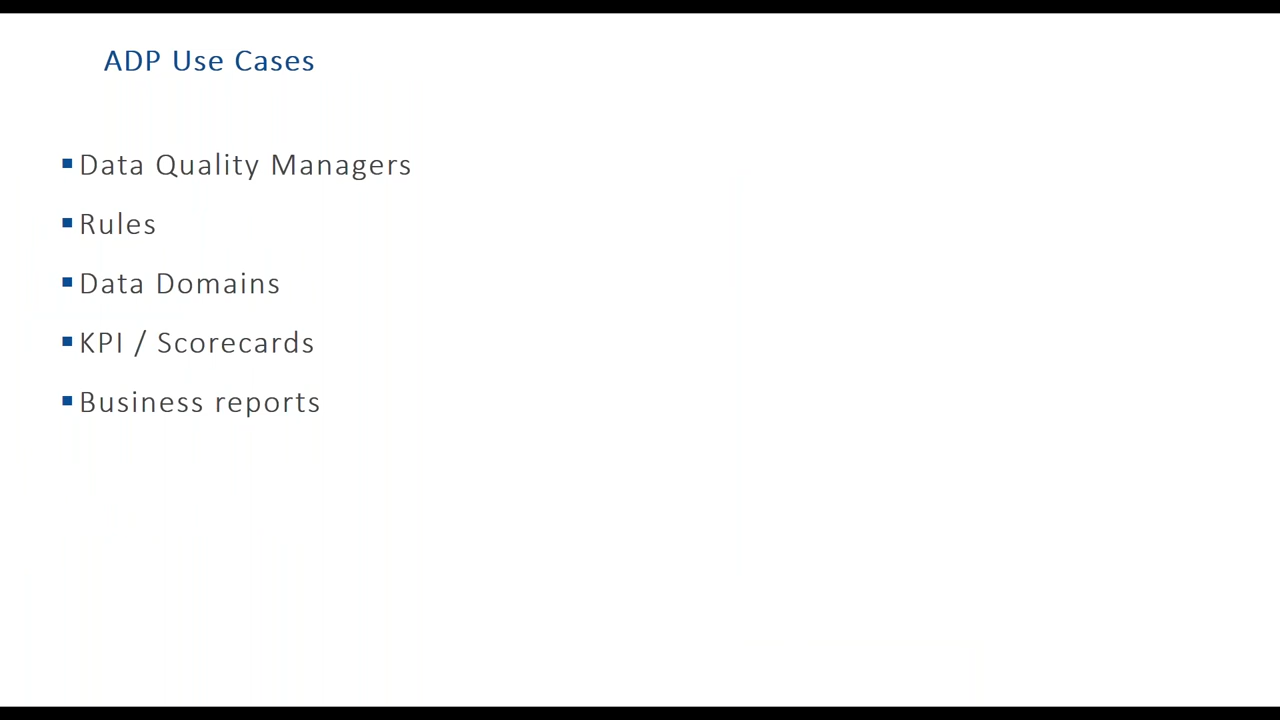 ADP Use Cases
▪Data Quality Managers
▪Rules
▪Data Domains
▪KPI / Scorecards
▪Business reports